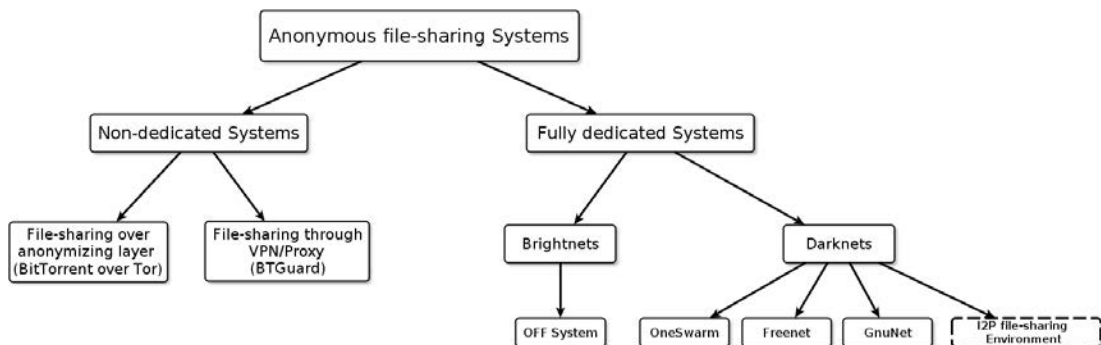 Anonymous file-sharing Systems
Non-dedicated Systems
Fully dedicated Systems
File-sharing over
anonymizing layer
(BitTorrent over Tor)
File-sharing through
VPN/Proxy
(BTGuard)
Brightnets
Darknets
OFF System
OneSwarm
Freenet
GnuNet
I2P file-sharing
Environment